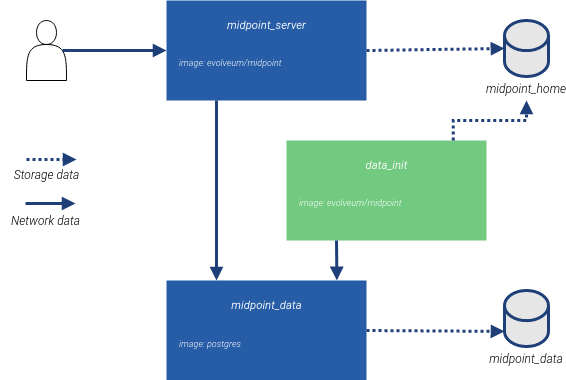 midpoint_server
image: evolveum/midpoint
midpoint_home
data_init
image: evolveum/midpoint
Storage data
Network data
midpoint_data
image: postgres
midpoint_data